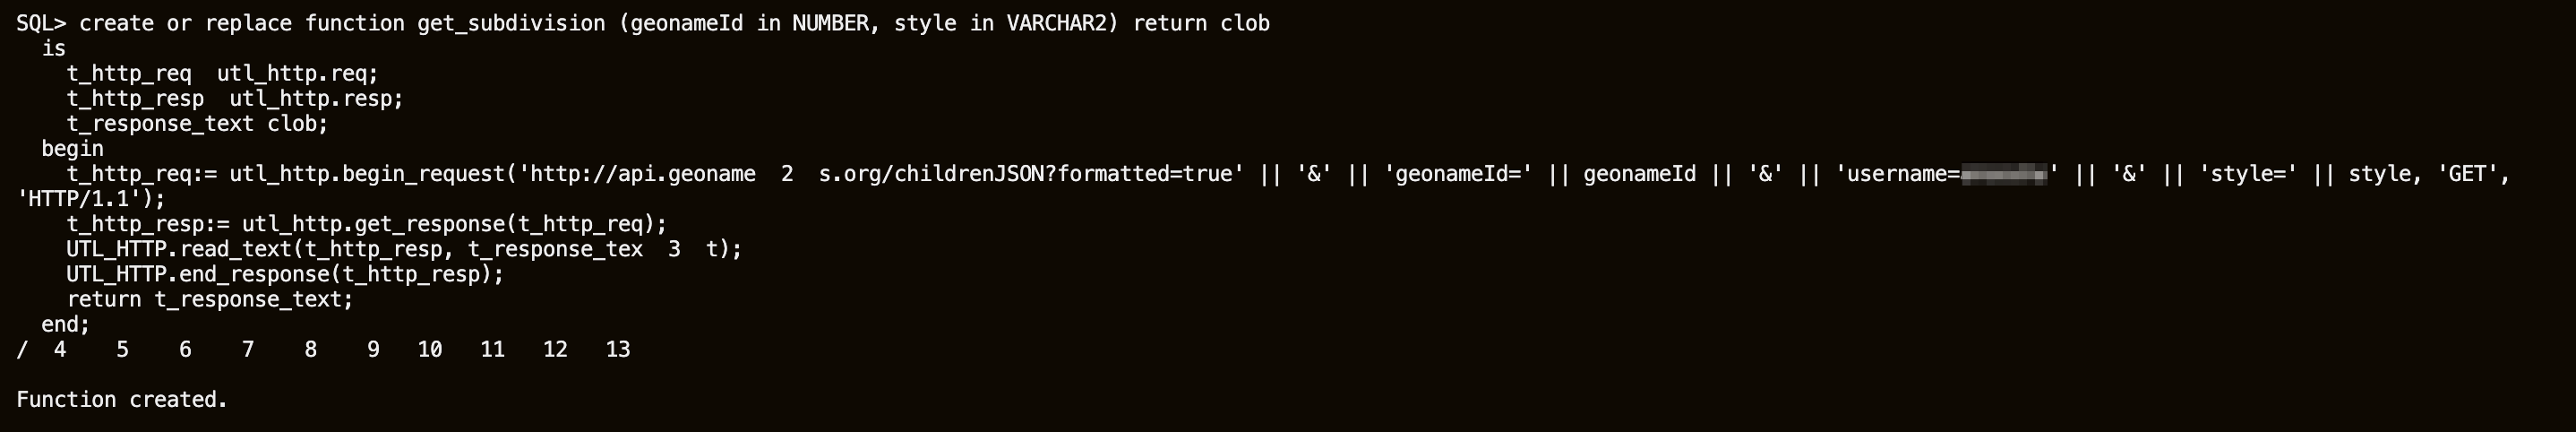 SQL> create or replace function get_subdivision (geonameId in NUMBER, style in VARCHAR2) return clob
is
t_http_req  utl_http.req;
t_http_resp  utl_http.resp;
t_response_text clob;
begin
t_http_req:= utl_http.begin_request('http://api.geoname  2  s.org/childrenJSON?formatted=true' || '&' || 'geonameId=' || geonameId || '&' || 'username=' || '&' || 'style=' || style, 'GET',
'HTTP/1.1');
t_http_resp:= utl_http.get_response(t_http_req);
UTL_HTTP.read_text(t_http_resp, t_response_tex  3  t);
UTL_HTTP.end_response(t_http_resp);
return t_response_text;
end;
/  4    5    6    7    8    9   10   11   12   13
Function created.